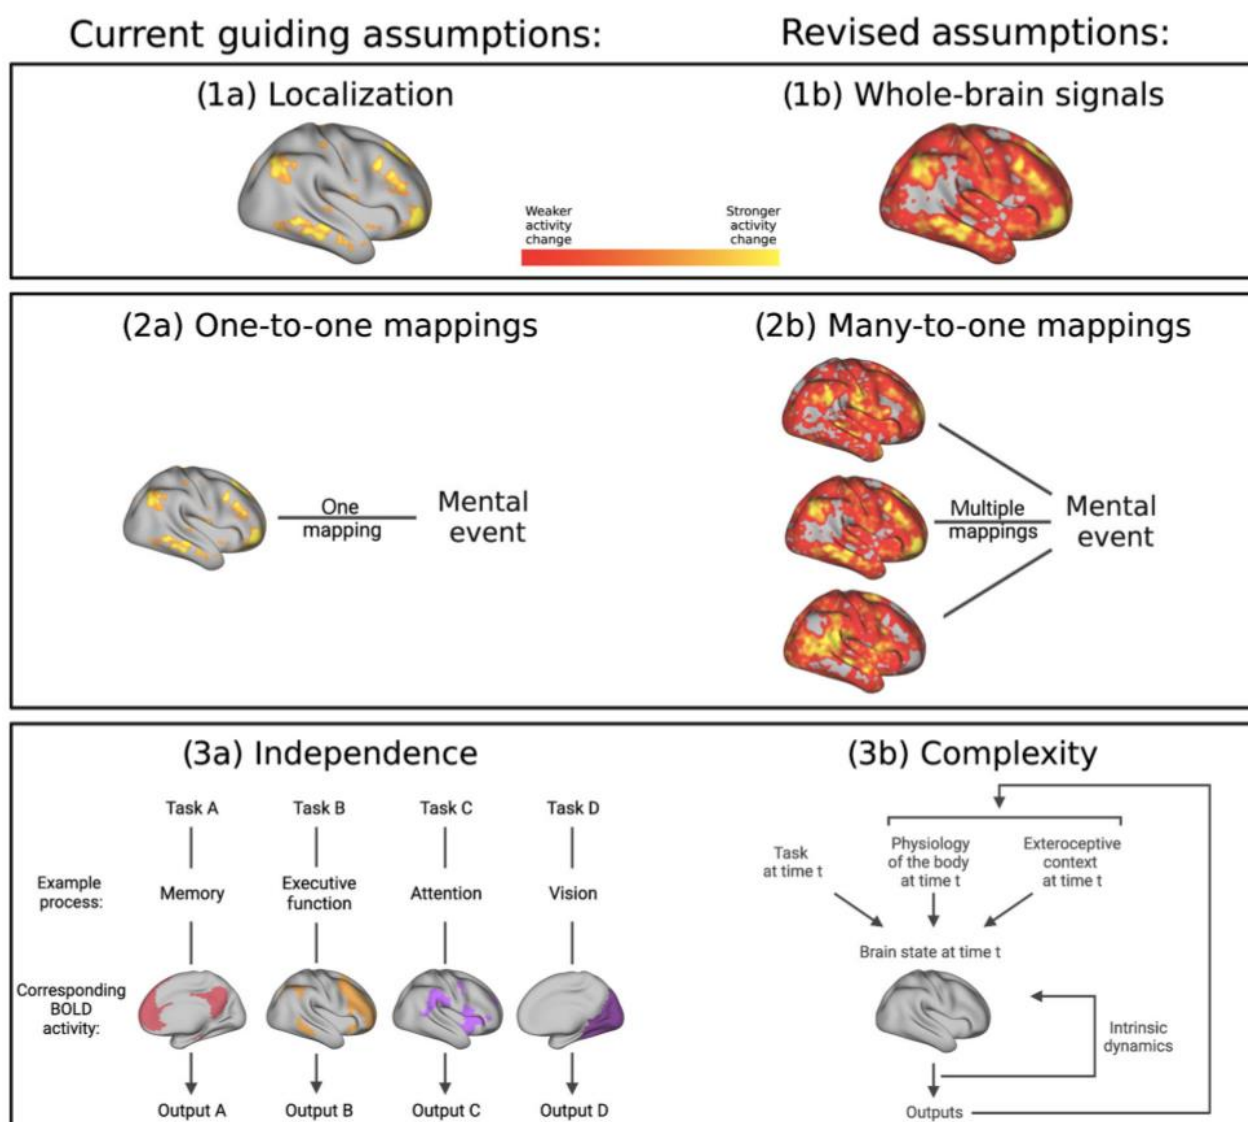 Current guiding assumptions:
Revised assumptions:
(1a) Localization
(1b) Whole-brain signals
Weaker
activity
change
Stronger
activity
change
(2a) One-to-one mappings
(2b) Many-to-one mappings
One
mapping
Mental
event
Multiple
mappings
Mental
event
(3a) Independence
(3b) Complexity
Task A
Task B
Task C
Task D
Example
process:
Memory
Executive
function
Attention
Vision
Corresponding
BOLD
activity:
Output A
Output B
Output C
Output D
Task
at time t
Physiology
of the body
at time t
Exteroceptive
context
at time t
Brain state at time t
Intrinsic
dynamics
Outputs